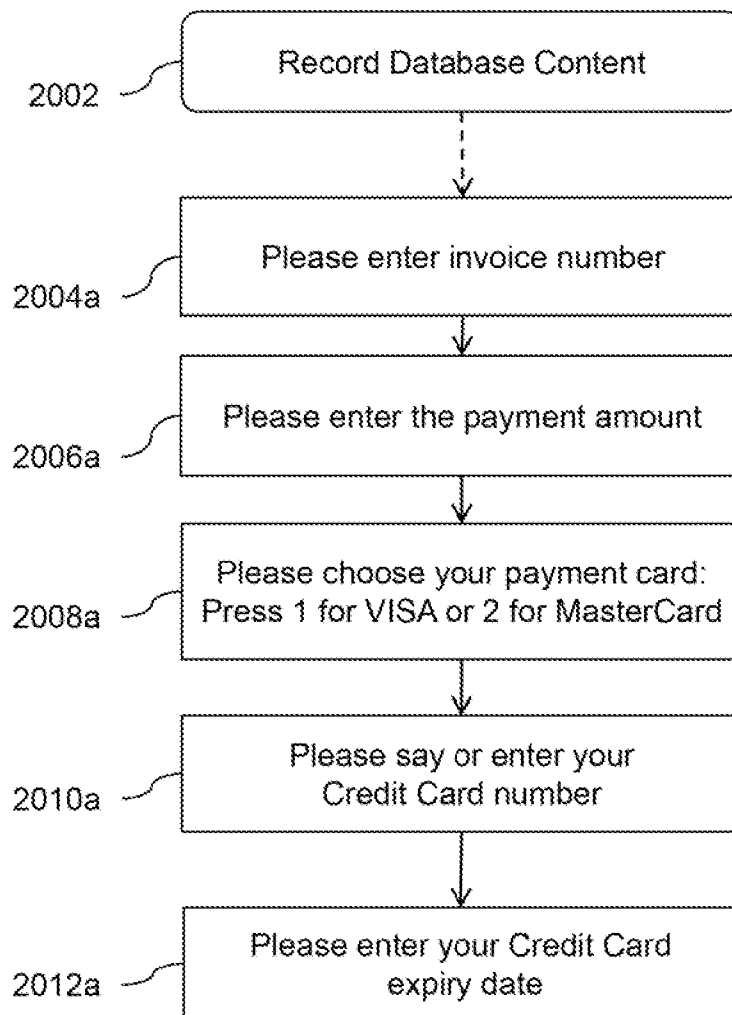 Record Database Content
2002
Please enter invoice number
2004a
Please enter the payment amount
2006a
Please choose your payment card:
Press 1 for VISA or 2 for MasterCard
2008a
Please say or enter your
Credit Card number
2010a
Please enter your Credit Card
expiry date
2012a